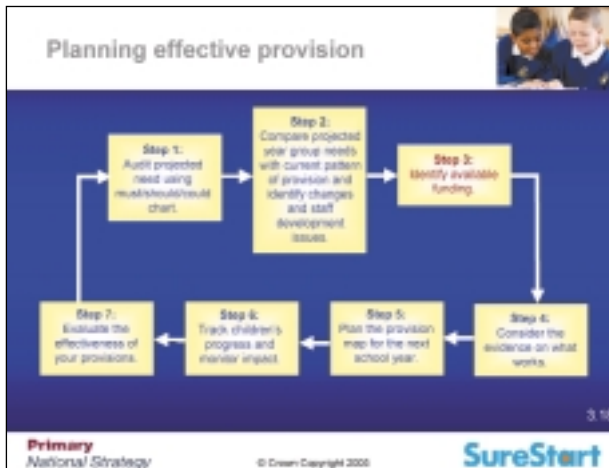 Planning effective provision
Step 1:
Audit projected
need using
must/should/could
chart.
Step 2:
Compare projected
year group needs
with current pattern
of provision and
identify changes
and staff
development
issues.
Step 3:
Identify available
funding.
Step 4:
Consider the
evidence on what
works.
Step 5:
Plan the provision
map for the next
school year.
Step 6:
Track children's
progress and
monitor impact.
Step 7:
Evaluate the
effectiveness of
your provisions.
Primary
National Strategy
© Crown Copyright
SureStart